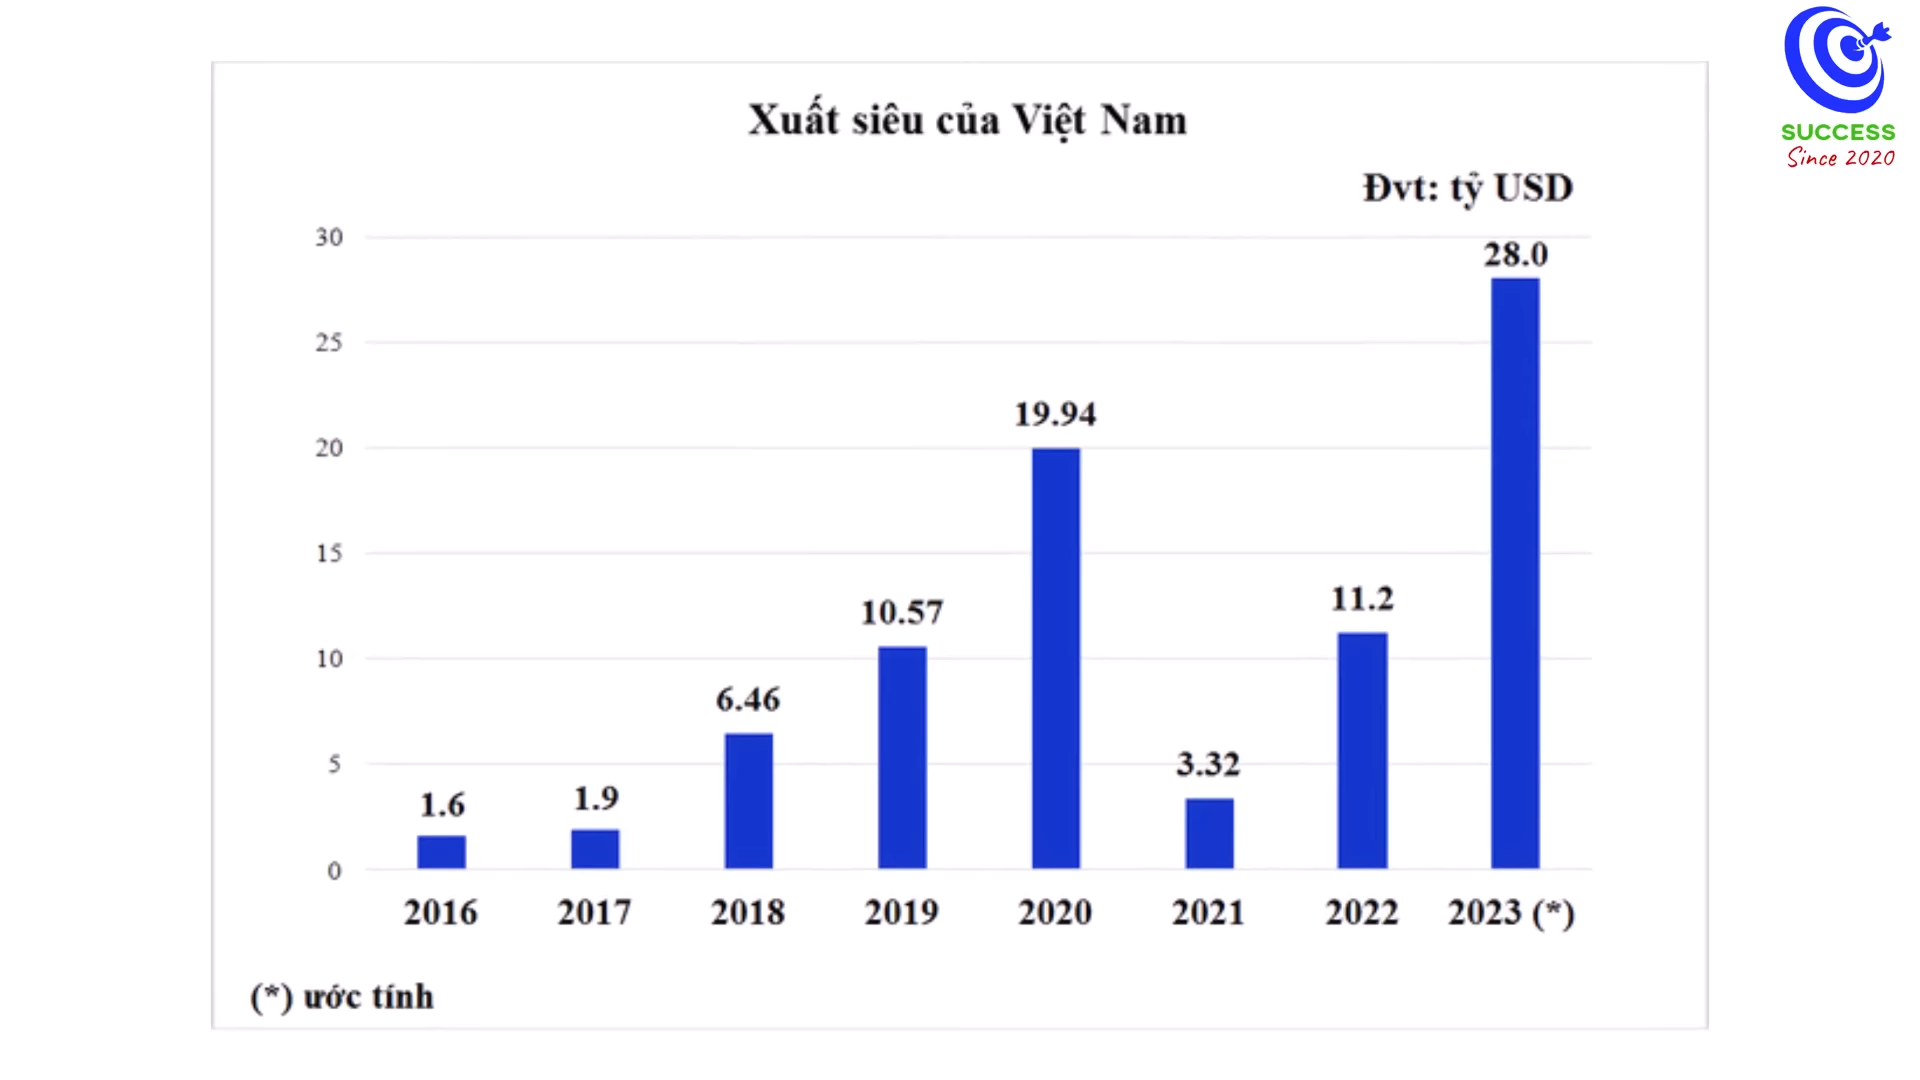 SUCCESS
Since 2020
Xuất siêu của Việt Nam
Đvt: tỷ USD
30
25
20
15
10
5
0
1.6
1.9
6.46
10.57
19.94
3.32
11.2
28.0
2016 2017 2018 2019 2020 2021 2022 2023 (*)
(*) ước tính